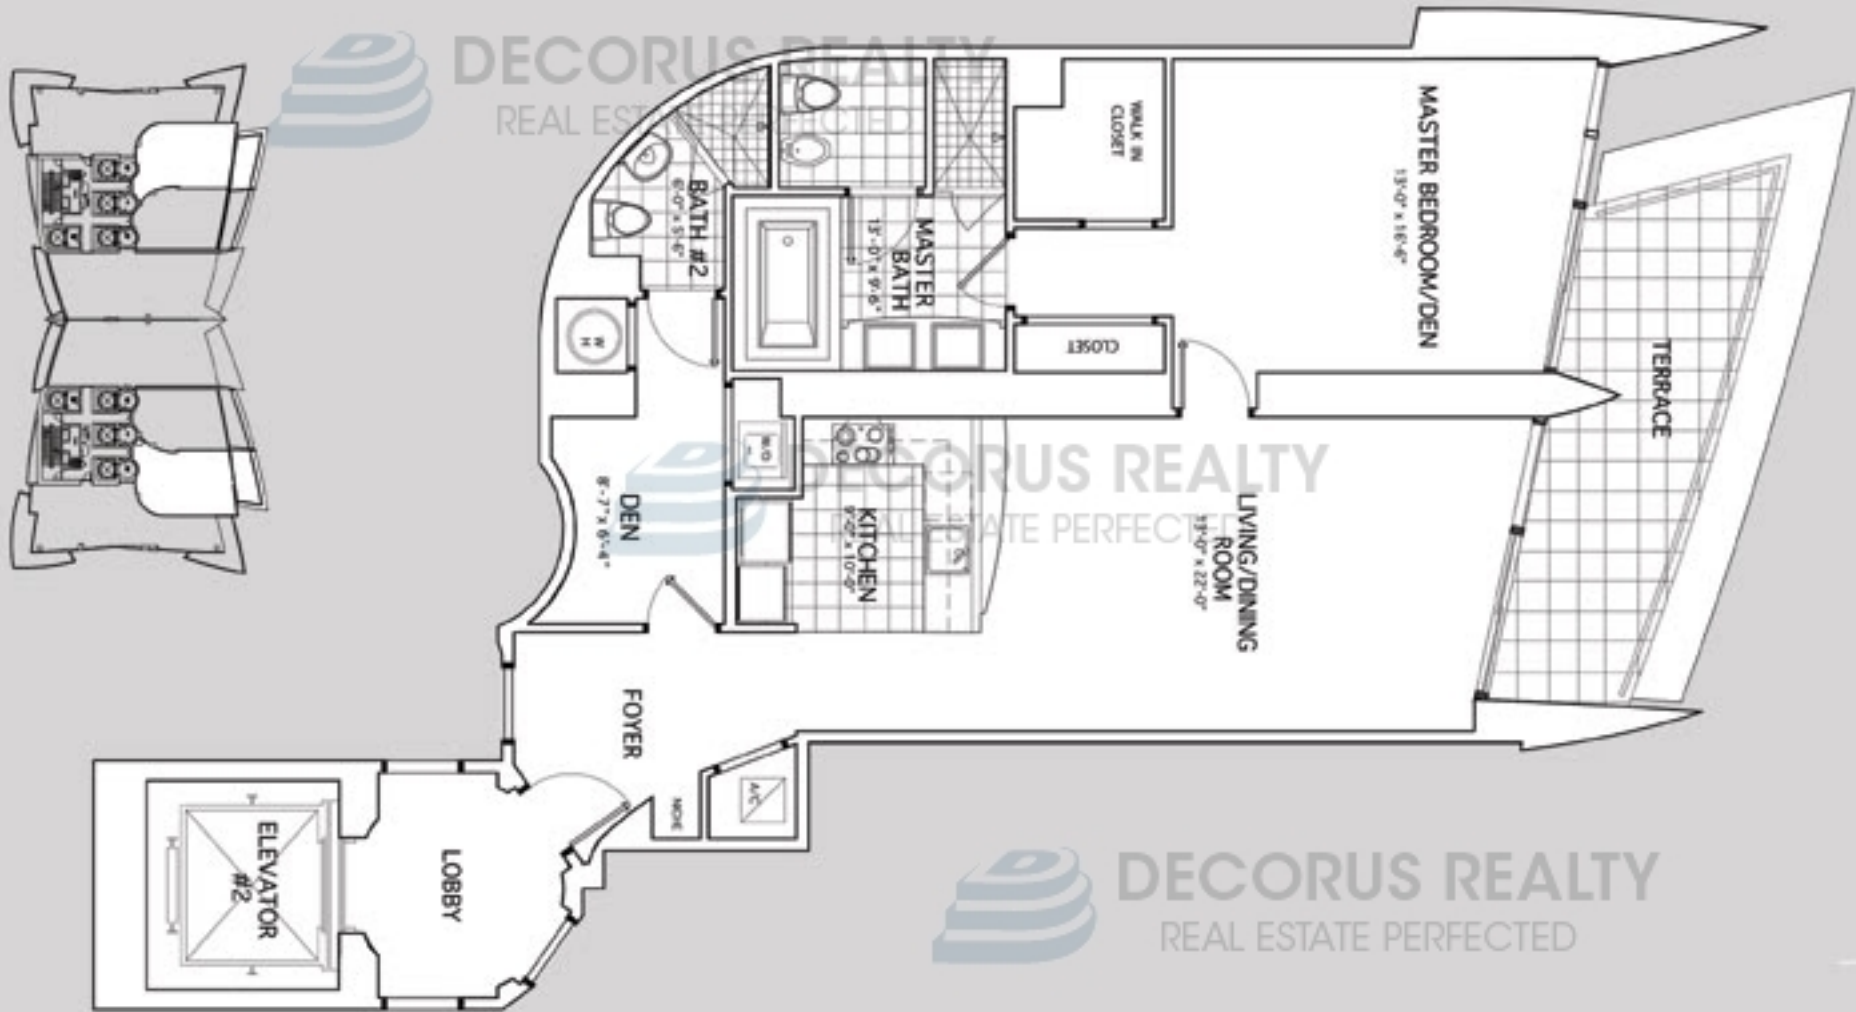 DECORUS REALTY
REAL ESTATE PERFECTED
WALK IN
CLOSET
MASTER BEDROOM/DEN
13'-0" x 16'-6"
BATH #2
6'-0" x 5'-6"
MASTER
BATH
13'-0" x 9'-6"
W
H
CLOSET
TERRACE
W/D
DECORUS REALTY
REAL ESTATE PERFECTED
DEN
8'-7" x 6'-4"
KITCHEN
9'-0" x 10'-0"
LIVING/DINING
ROOM
13'-0" x 22'-0"
FOYER
A/C
NICHE
ELEVATOR
#2
LOBBY
DECORUS REALTY
REAL ESTATE PERFECTED